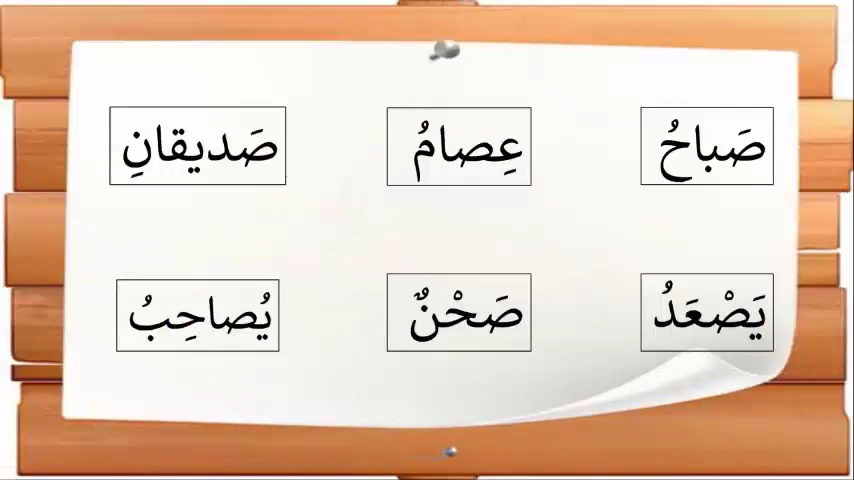 صَباحُ عِصامُ صَديقانِ
يَصْعَدُ صَحْنٌ يُصاحِبُ